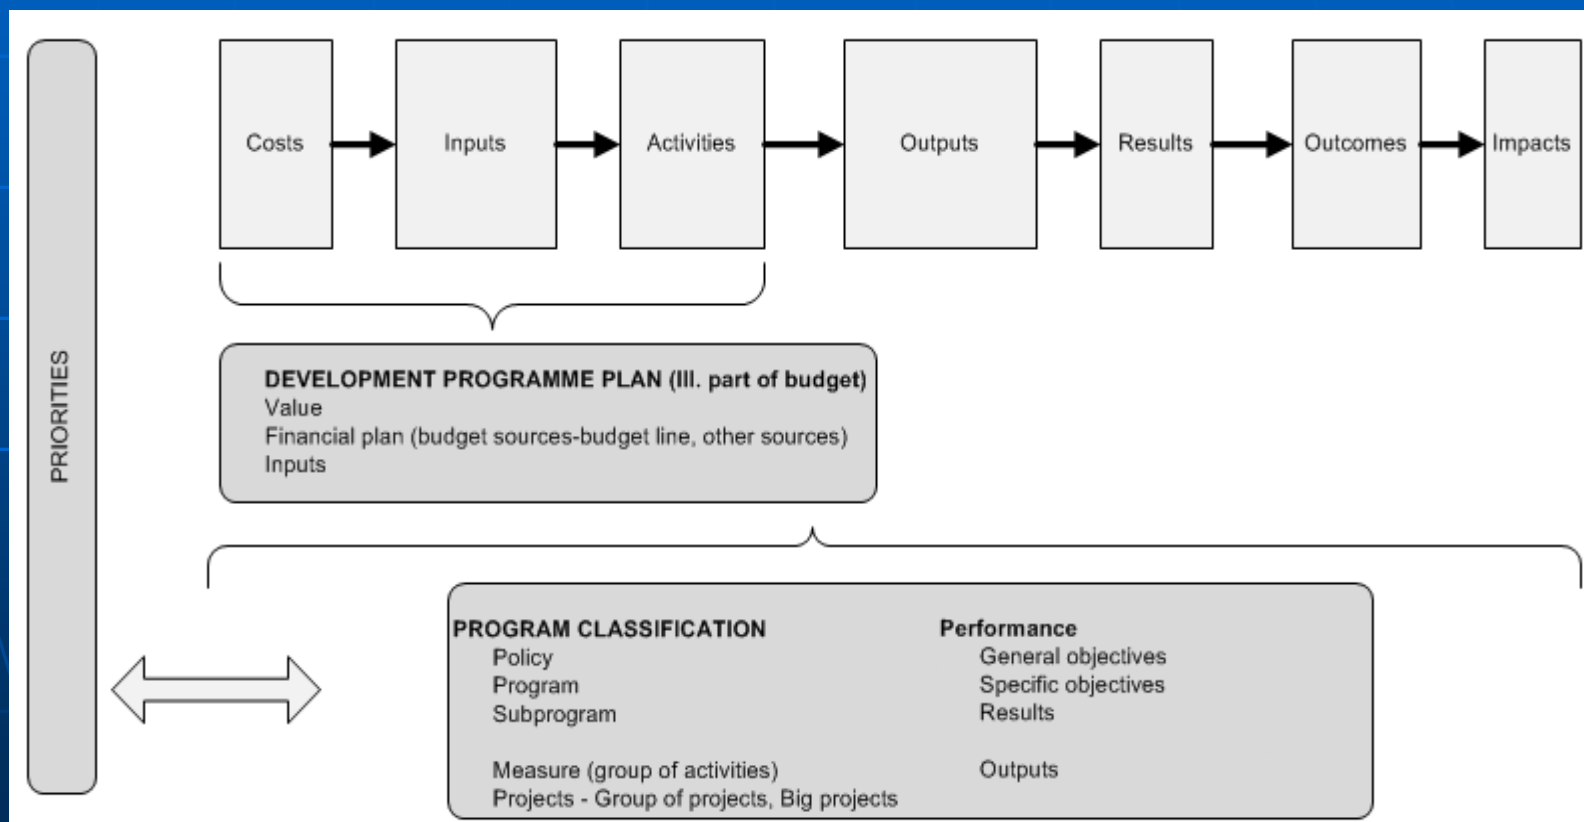 PRIORITIES
Costs
Inputs
Activities
Outputs
Results
Outcomes
Impacts
DEVELOPMENT PROGRAMME PLAN (III. part of budget)
Value
Financial plan (budget sources-budget line, other sources)
Inputs
PROGRAM CLASSIFICATION
Policy
Program
Subprogram
Measure (group of activities)
Projects - Group of projects, Big projects
Performance
General objectives
Specific objectives
Results
Outputs